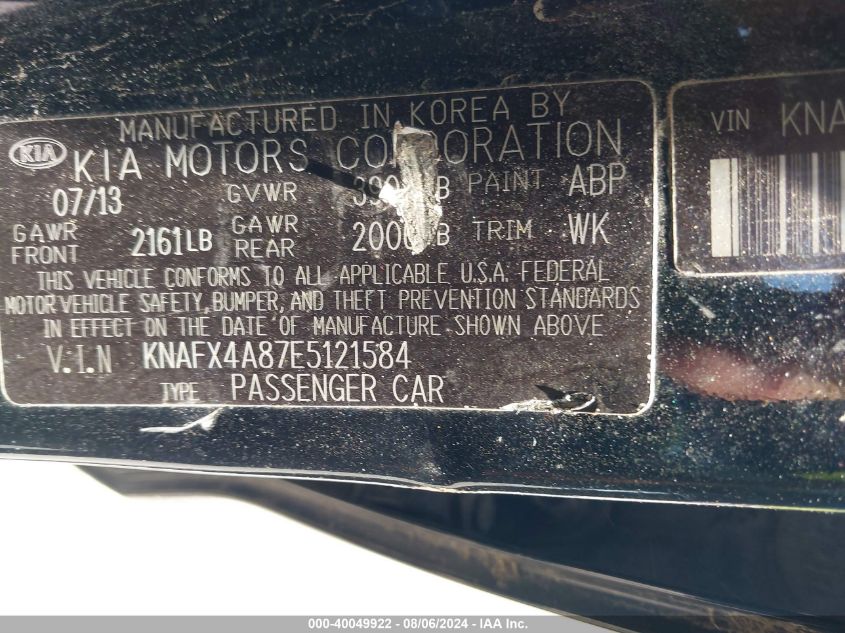 MANUFACTURED IN KOREA BY
KIA KIA MOTORS CORPORATION
07/13 GVWR PAINT ABP
GAWR FRONT 2161LB GAWR REAR TRIM WK
THIS VEHICLE CONFORMS TO ALL APPLICABLE U.S.A. FEDERAL
MOTOR VEHICLE SAFETY, BUMPER, AND THEFT PREVENTION STANDARDS
IN EFFECT ON THE DATE OF MANUFACTURE SHOWN ABOVE
V.I.N KNAFX4A87E5121584
TYPE PASSENGER CAR
VIN KNA
000-40049922 - 08/06/2024 - IAA Inc.